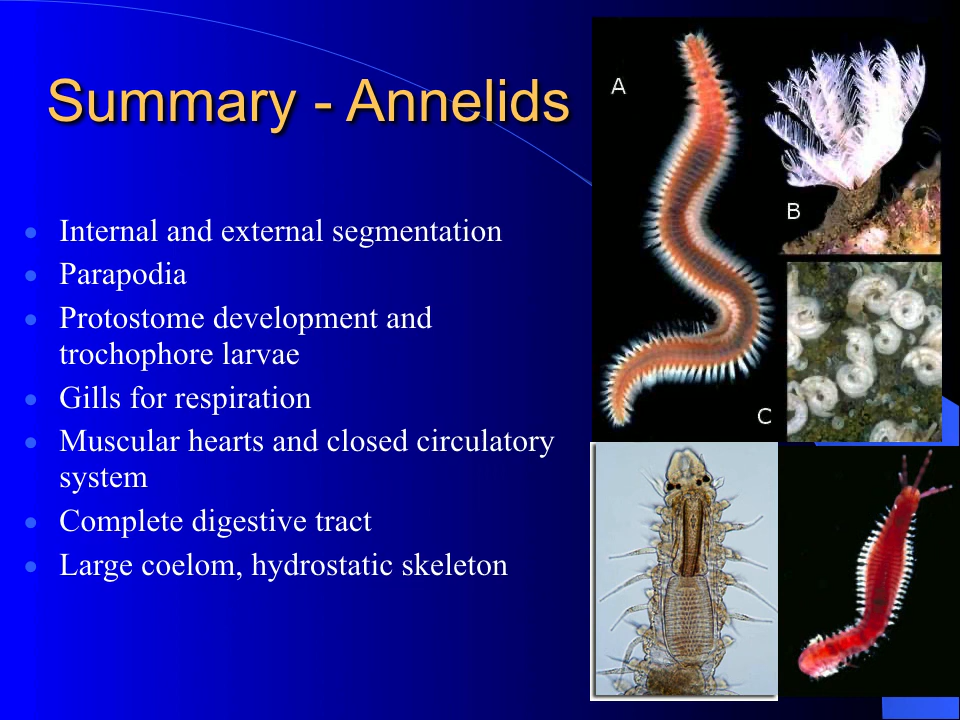 Summary - Annelids
Internal and external segmentation
Parapodia
Protostome development and
trochophore larvae
Gills for respiration
Muscular hearts and closed circulatory
system
Complete digestive tract
Large coelom, hydrostatic skeleton
A
B
C